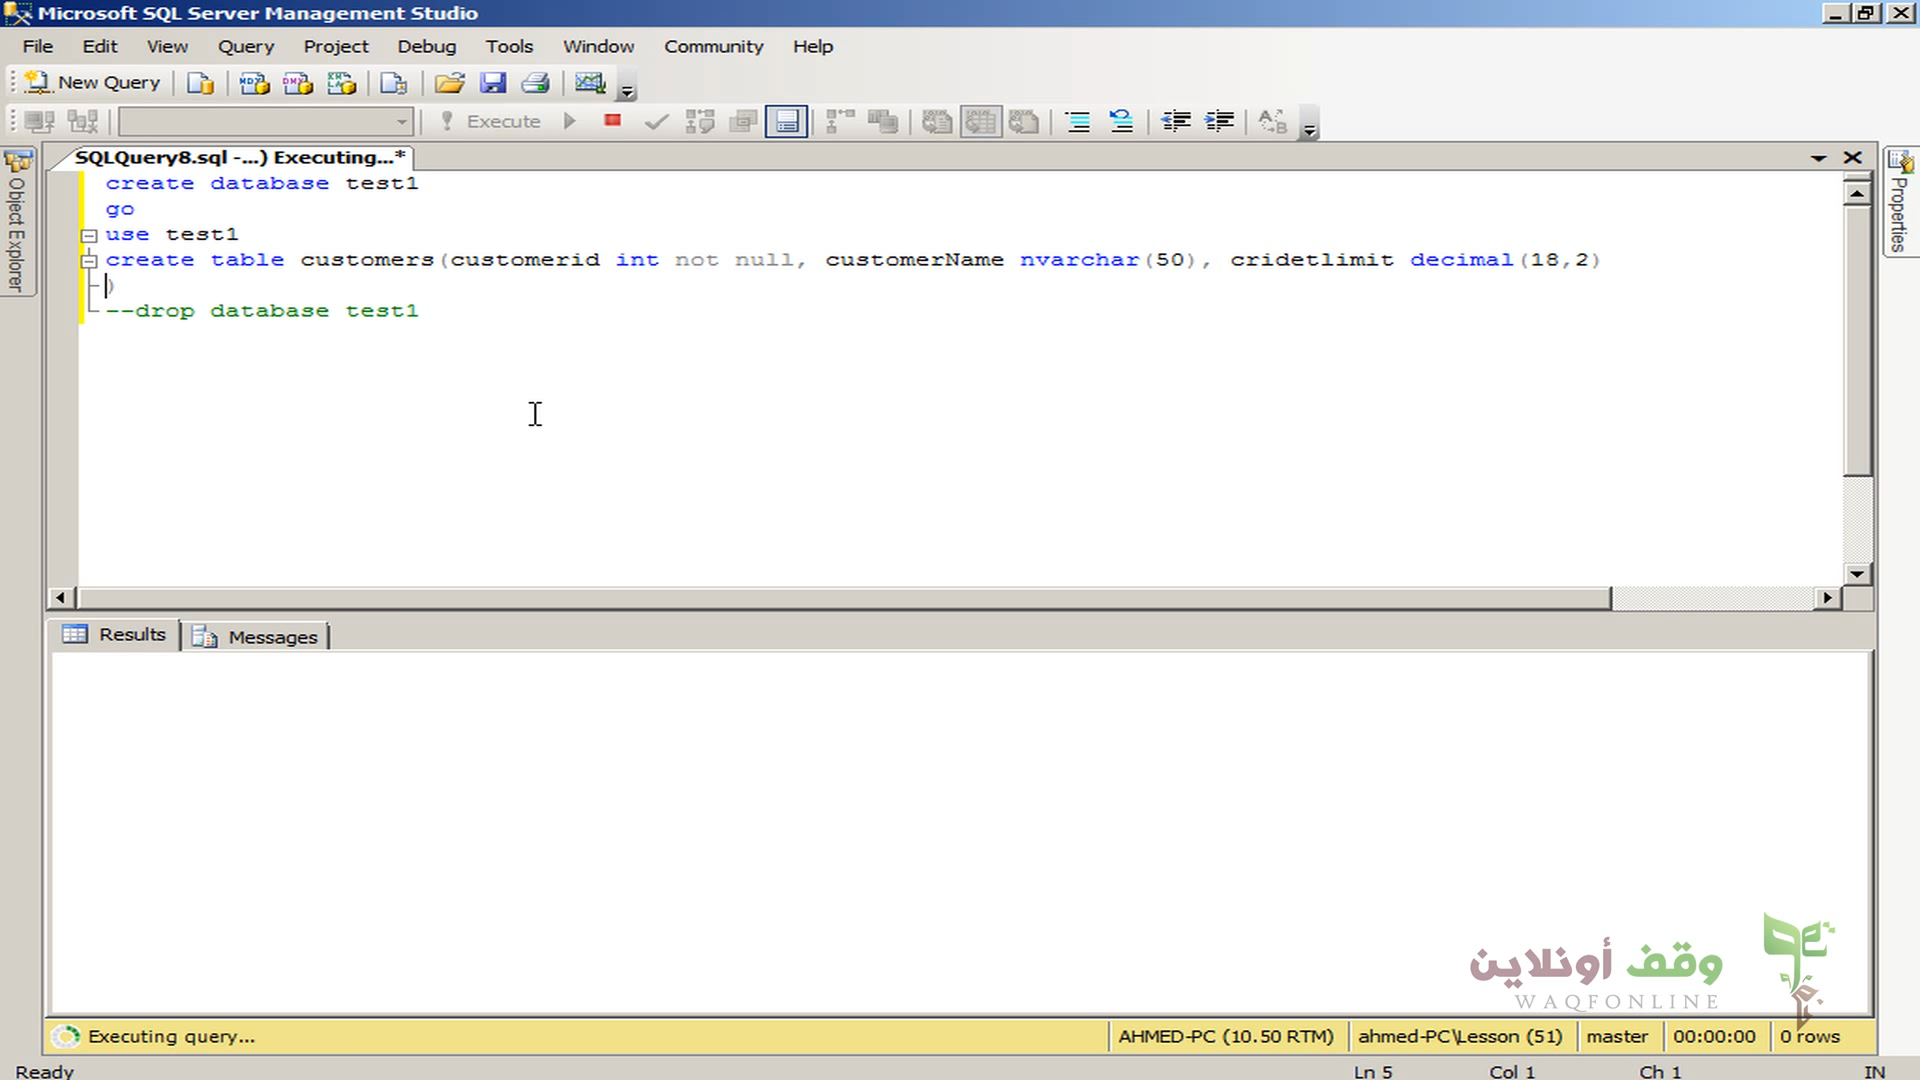 Microsoft SQL Server Management Studio
File Edit View Query Project Debug Tools Window Community Help
New Query
Execute
SQLQuery8.sql -...) Executing...*
Object Explorer
Properties
create database test1
go
use test1
create table customers(customerid int not null, customerName nvarchar(50), cridetlimit decimal(18,2)
)
--drop database test1
Results Messages
وقف أونلاين
WAQFONLINE
Executing query... AHMED-PC (10.50 RTM) ahmed-PC\Lesson (51) master 00:00:00 0 rows
Ready Ln 5 Col 1 Ch 1 IN